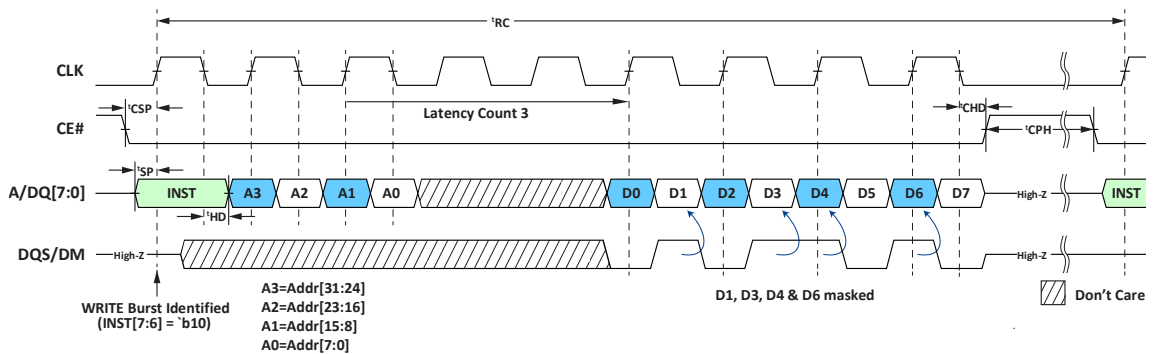 tRC
CLK
tCSP
Latency Count 3
tCHD
CE#
tCPH
tSP
A/DQ[7:0]
INST A3 A2 A1 A0 D0 D1 D2 D3 D4 D5 D6 D7 High-Z INST
tHD
DQS/DM
High-Z High-Z
WRITE Burst Identified
(INST[7:6] = `b10)
A3=Addr[31:24]
A2=Addr[23:16]
A1=Addr[15:8]
A0=Addr[7:0]
D1, D3, D4 & D6 masked
Don't Care